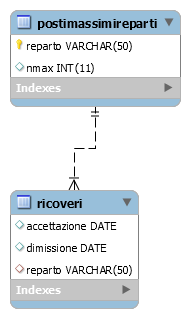 postimassimireparti
reparto VARCHAR(50)
nmax INT(11)
Indexes
ricoveri
accettazione DATE
dimissione DATE
reparto VARCHAR(50)
Indexes